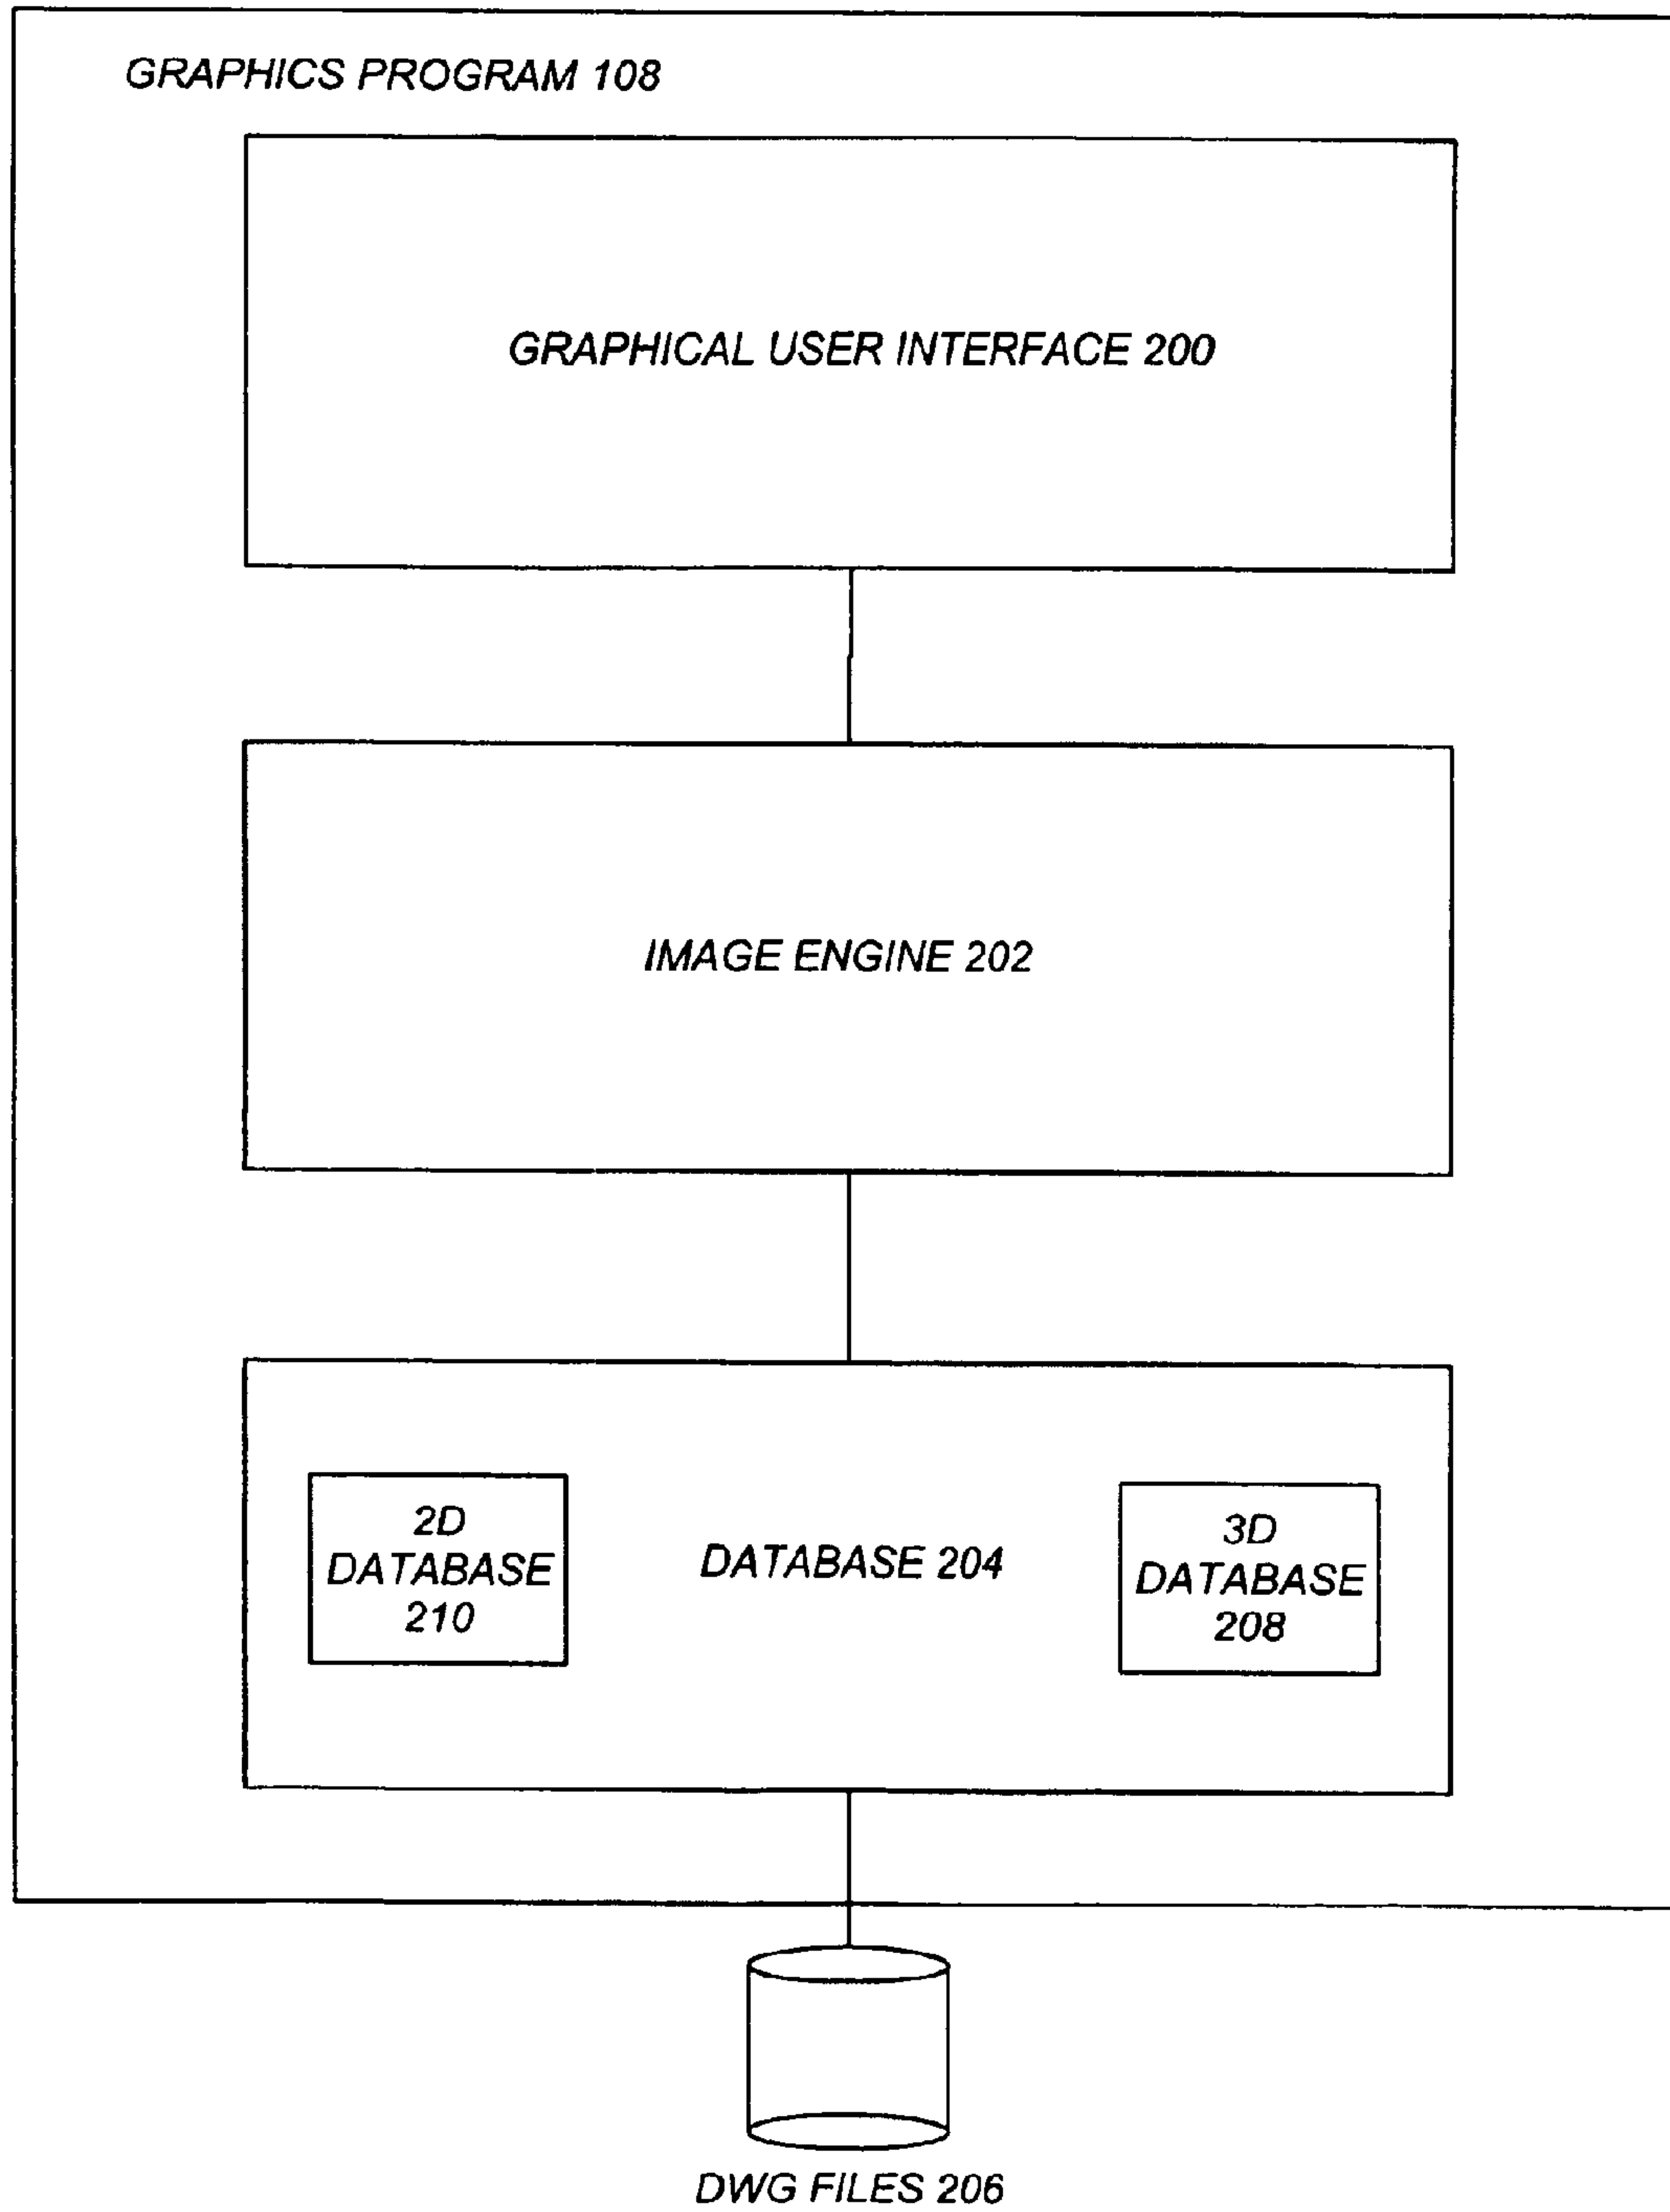 GRAPHICS PROGRAM 108
GRAPHICAL USER INTERFACE 200
IMAGE ENGINE 202
2D
DATABASE
210
DATABASE 204
3D
DATABASE
208
DWG FILES 206